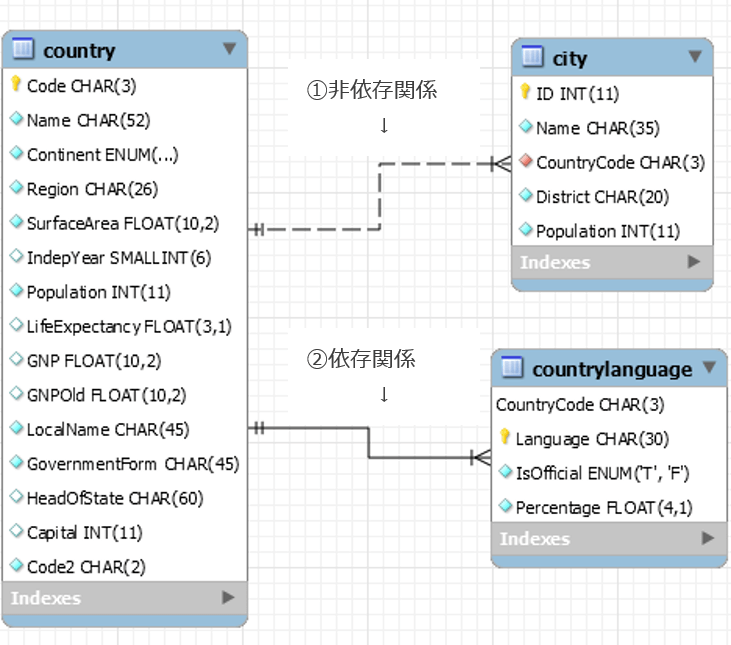 country
Code CHAR(3)
Name CHAR(52)
Continent ENUM(...)
Region CHAR(26)
SurfaceArea FLOAT(10,2)
IndepYear SMALLINT(6)
Population INT(11)
LifeExpectancy FLOAT(3,1)
GNP FLOAT(10,2)
GNPOld FLOAT(10,2)
LocalName CHAR(45)
GovernmentForm CHAR(45)
HeadOfState CHAR(60)
Capital INT(11)
Code2 CHAR(2)
Indexes
①非依存関係
↓
②依存関係
↓
city
ID INT(11)
Name CHAR(35)
CountryCode CHAR(3)
District CHAR(20)
Population INT(11)
Indexes
countrylanguage
CountryCode CHAR(3)
Language CHAR(30)
IsOfficial ENUM('T', 'F')
Percentage FLOAT(4,1)
Indexes